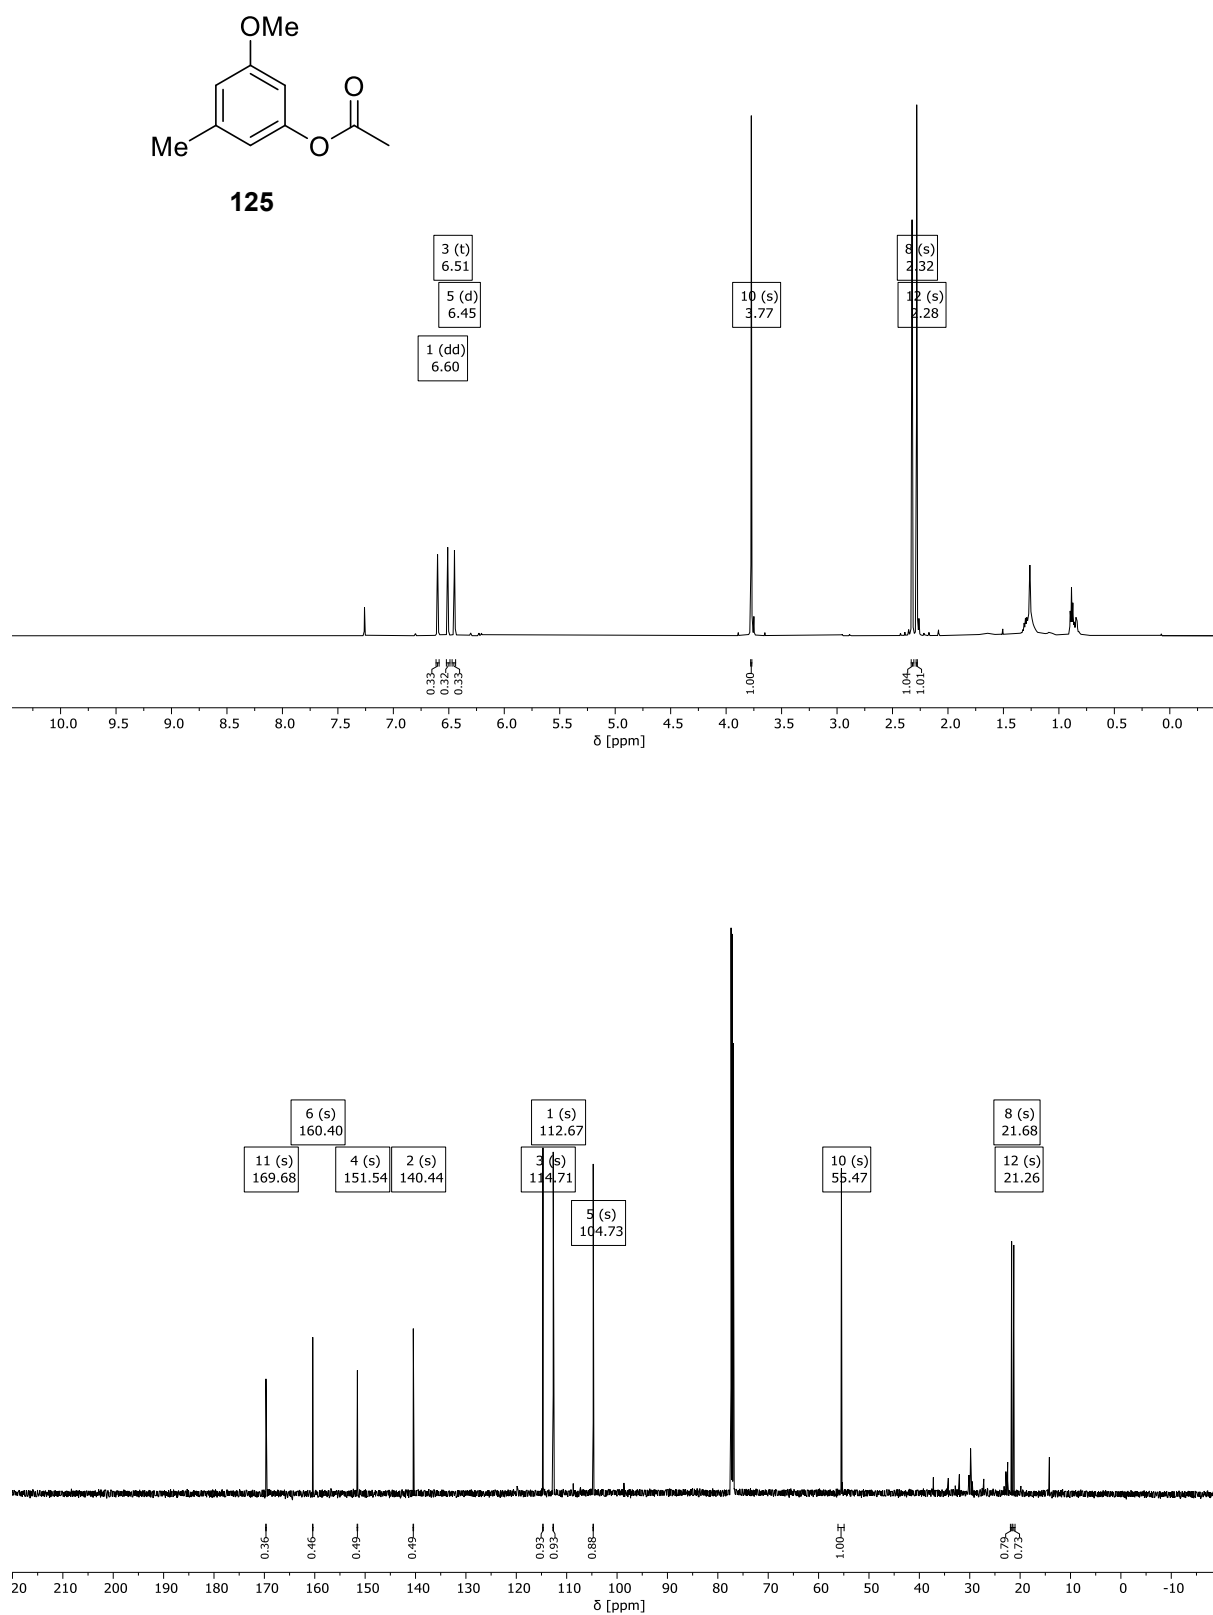 OMe
O
Me
O
125
3 (t)
6.51
8 (s)
2.32
5 (d)
6.45
10 (s)
3.77
12 (s)
2.28
1 (dd)
6.60
0.33
0.32
0.33
1.00
1.04
1.01
10.0 9.5 9.0 8.5 8.0 7.5 7.0 6.5 6.0 5.5 5.0 4.5 4.0 3.5 3.0 2.5 2.0 1.5 1.0 0.5 0.0
δ [ppm]
6 (s)
160.40
1 (s)
112.67
8 (s)
21.68
11 (s)
169.68
4 (s)
151.54
2 (s)
140.44
3 (s)
114.71
10 (s)
55.47
12 (s)
21.26
5 (s)
104.73
0.36
0.46
0.49
0.49
0.93
0.93
0.88
1.00
0.79
0.73
20 210 200 190 180 170 160 150 140 130 120 110 100 90 80 70 60 50 40 30 20 10 0 -10
δ [ppm]